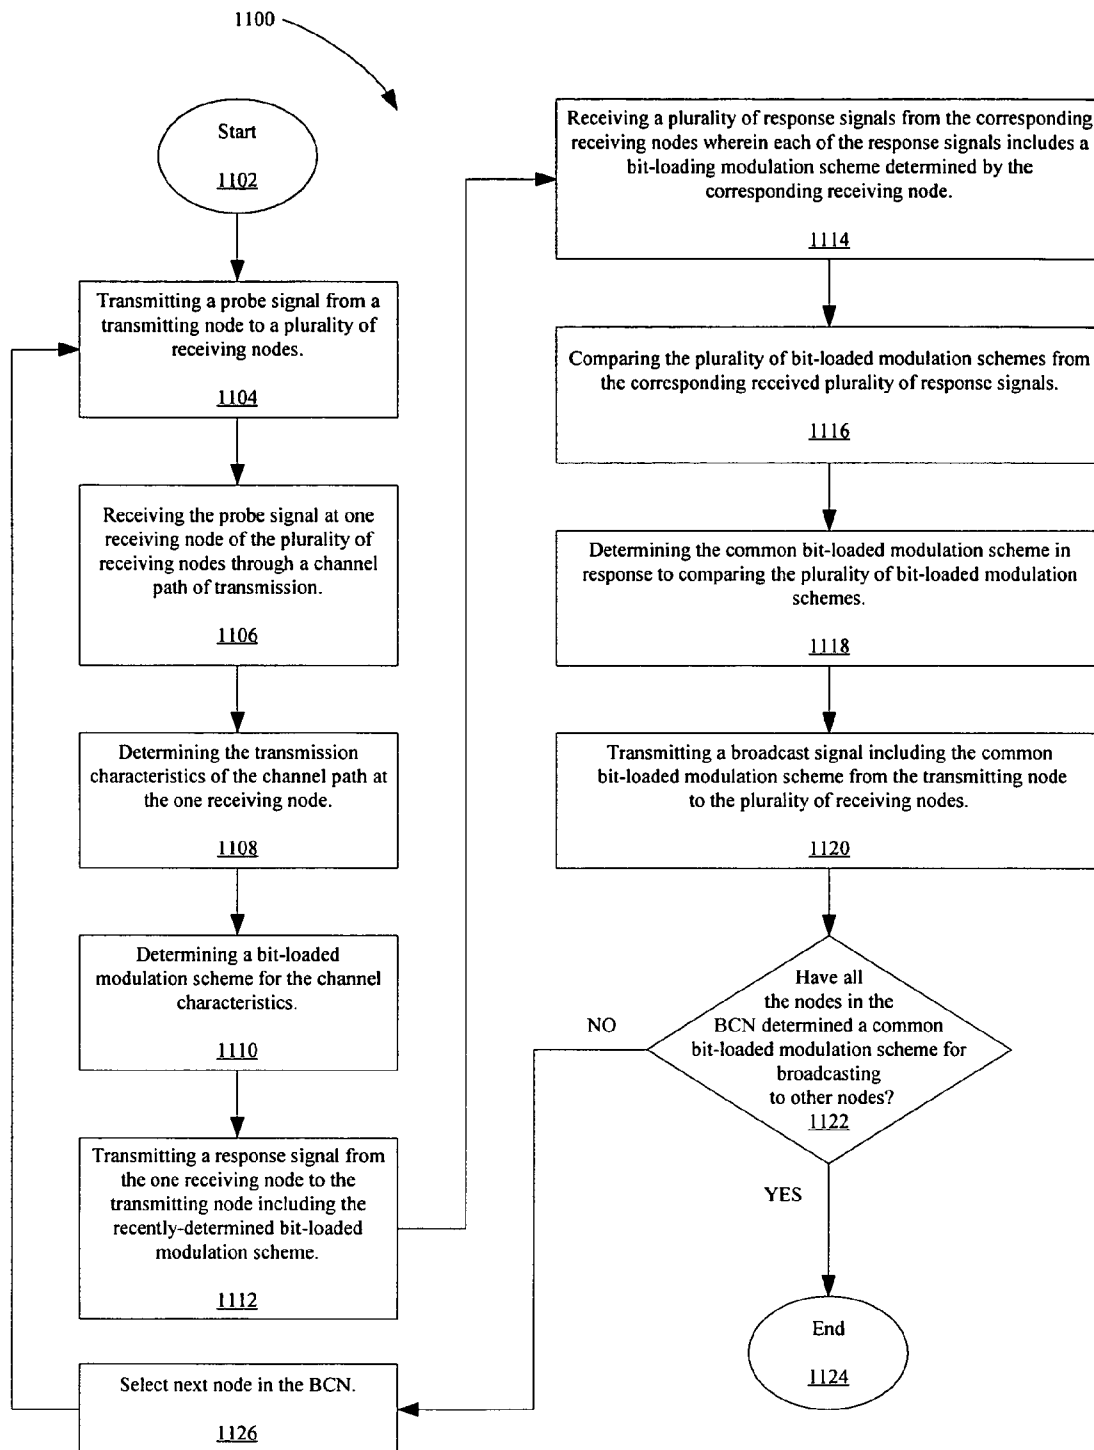 1100
Start
1102
Transmitting a probe signal from a
transmitting node to a plurality of
receiving nodes.
1104
Receiving the probe signal at one
receiving node of the plurality of
receiving nodes through a channel
path of transmission.
1106
Determining the transmission
characteristics of the channel path at
the one receiving node.
1108
Determining a bit-loaded
modulation scheme for the channel
characteristics.
1110
Transmitting a response signal from
the one receiving node to the
transmitting node including the
recently-determined bit-loaded
modulation scheme.
1112
Receiving a plurality of response signals from the corresponding
receiving nodes wherein each of the response signals includes a
bit-loading modulation scheme determined by the
corresponding receiving node.
1114
Comparing the plurality of bit-loaded modulation schemes from
the corresponding received plurality of response signals.
1116
Determining the common bit-loaded modulation scheme in
response to comparing the plurality of bit-loaded modulation
schemes.
1118
Transmitting a broadcast signal including the common
bit-loaded modulation scheme from the transmitting node
to the plurality of receiving nodes.
1120
Have all
the nodes in the
BCN determined a common
bit-loaded modulation scheme for
broadcasting
to other nodes?
1122
NO
YES
End
1124
Select next node in the BCN.
1126